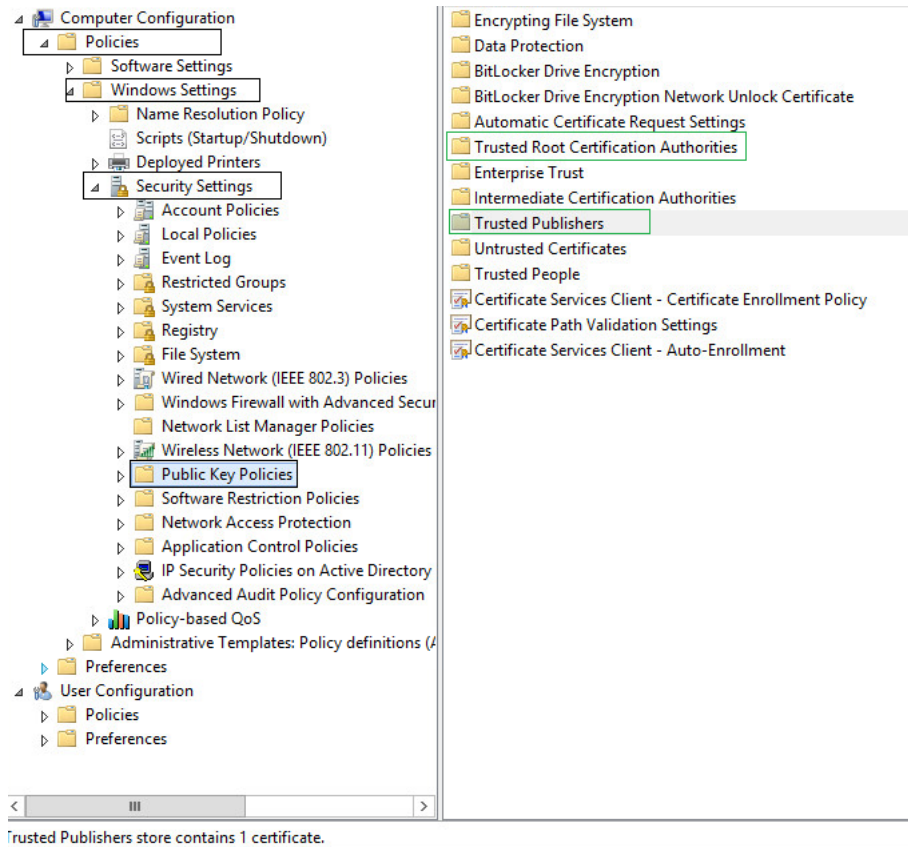 Computer Configuration
Policies
Software Settings
Windows Settings
Name Resolution Policy
Scripts (Startup/Shutdown)
Deployed Printers
Security Settings
Account Policies
Local Policies
Event Log
Restricted Groups
System Services
Registry
File System
Wired Network (IEEE 802.3) Policies
Windows Firewall with Advanced Secur
Network List Manager Policies
Wireless Network (IEEE 802.11) Policies
Public Key Policies
Software Restriction Policies
Network Access Protection
Application Control Policies
IP Security Policies on Active Directory
Advanced Audit Policy Configuration
Policy-based QoS
Administrative Templates: Policy definitions (A
Preferences
User Configuration
Policies
Preferences
Encrypting File System
Data Protection
BitLocker Drive Encryption
BitLocker Drive Encryption Network Unlock Certificate
Automatic Certificate Request Settings
Trusted Root Certification Authorities
Enterprise Trust
Intermediate Certification Authorities
Trusted Publishers
Untrusted Certificates
Trusted People
Certificate Services Client - Certificate Enrollment Policy
Certificate Path Validation Settings
Certificate Services Client - Auto-Enrollment
Trusted Publishers store contains 1 certificate.